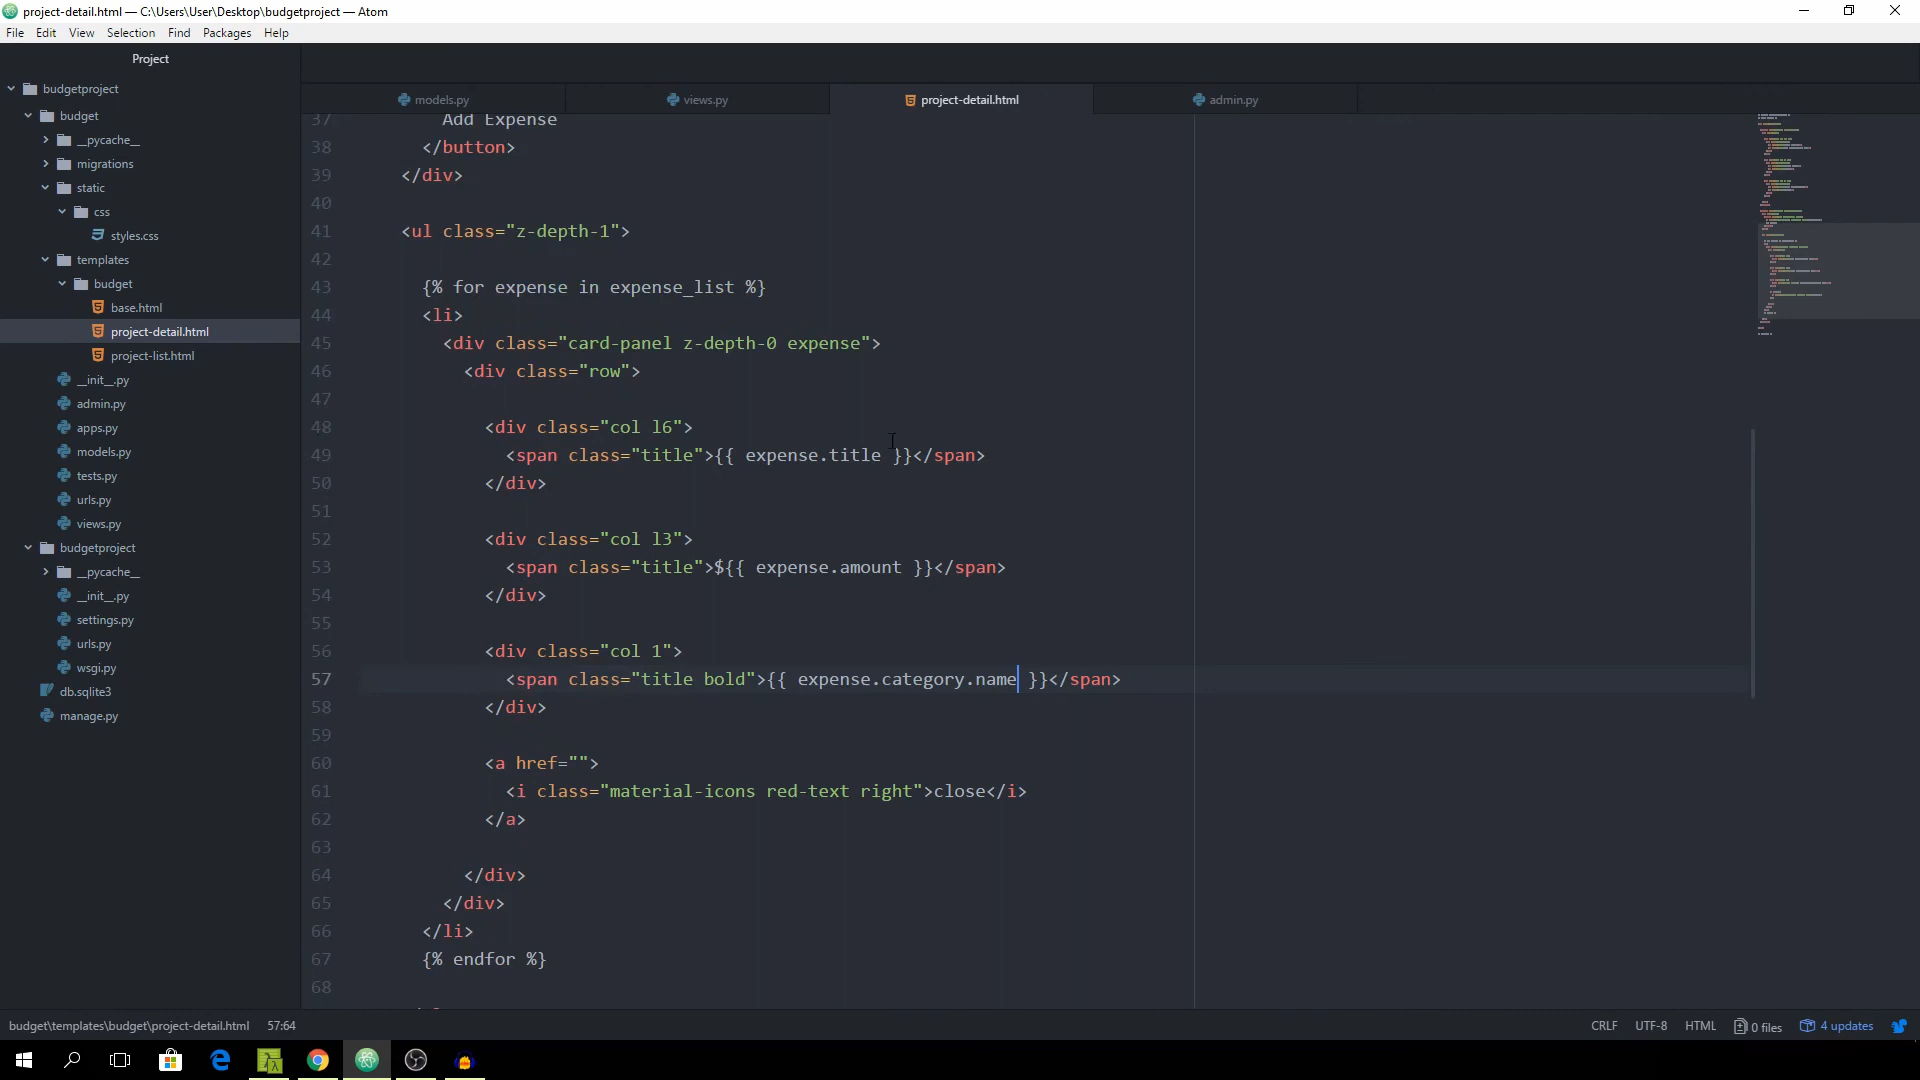 project-detail.html — C:\Users\User\Desktop\budgetproject — Atom
File Edit View Selection Find Packages Help
Project
budgetproject
budget
__pycache__
migrations
static
css
styles.css
templates
budget
base.html
project-detail.html
project-list.html
__init__.py
admin.py
apps.py
models.py
tests.py
urls.py
views.py
budgetproject
__pycache__
__init__.py
settings.py
urls.py
wsgi.py
db.sqlite3
manage.py
models.py views.py project-detail.html admin.py
37 Add Expense
38 </button>
39 </div>
40
41 <ul class="z-depth-1">
42
43 {% for expense in expense_list %}
44 <li>
45 <div class="card-panel z-depth-0 expense">
46 <div class="row">
47
48 <div class="col l6">
49 <span class="title">{{ expense.title }}</span>
50 </div>
51
52 <div class="col l3">
53 <span class="title">${{ expense.amount }}</span>
54 </div>
55
56 <div class="col 1">
57 <span class="title bold">{{ expense.category.name }}</span>
58 </div>
59
60 <a href="">
61 <i class="material-icons red-text right">close</i>
62 </a>
63
64 </div>
65 </div>
66 </li>
67 {% endfor %}
68
budget\templates\budget\project-detail.html 57:64 CRLF UTF-8 HTML 0 files 4 updates